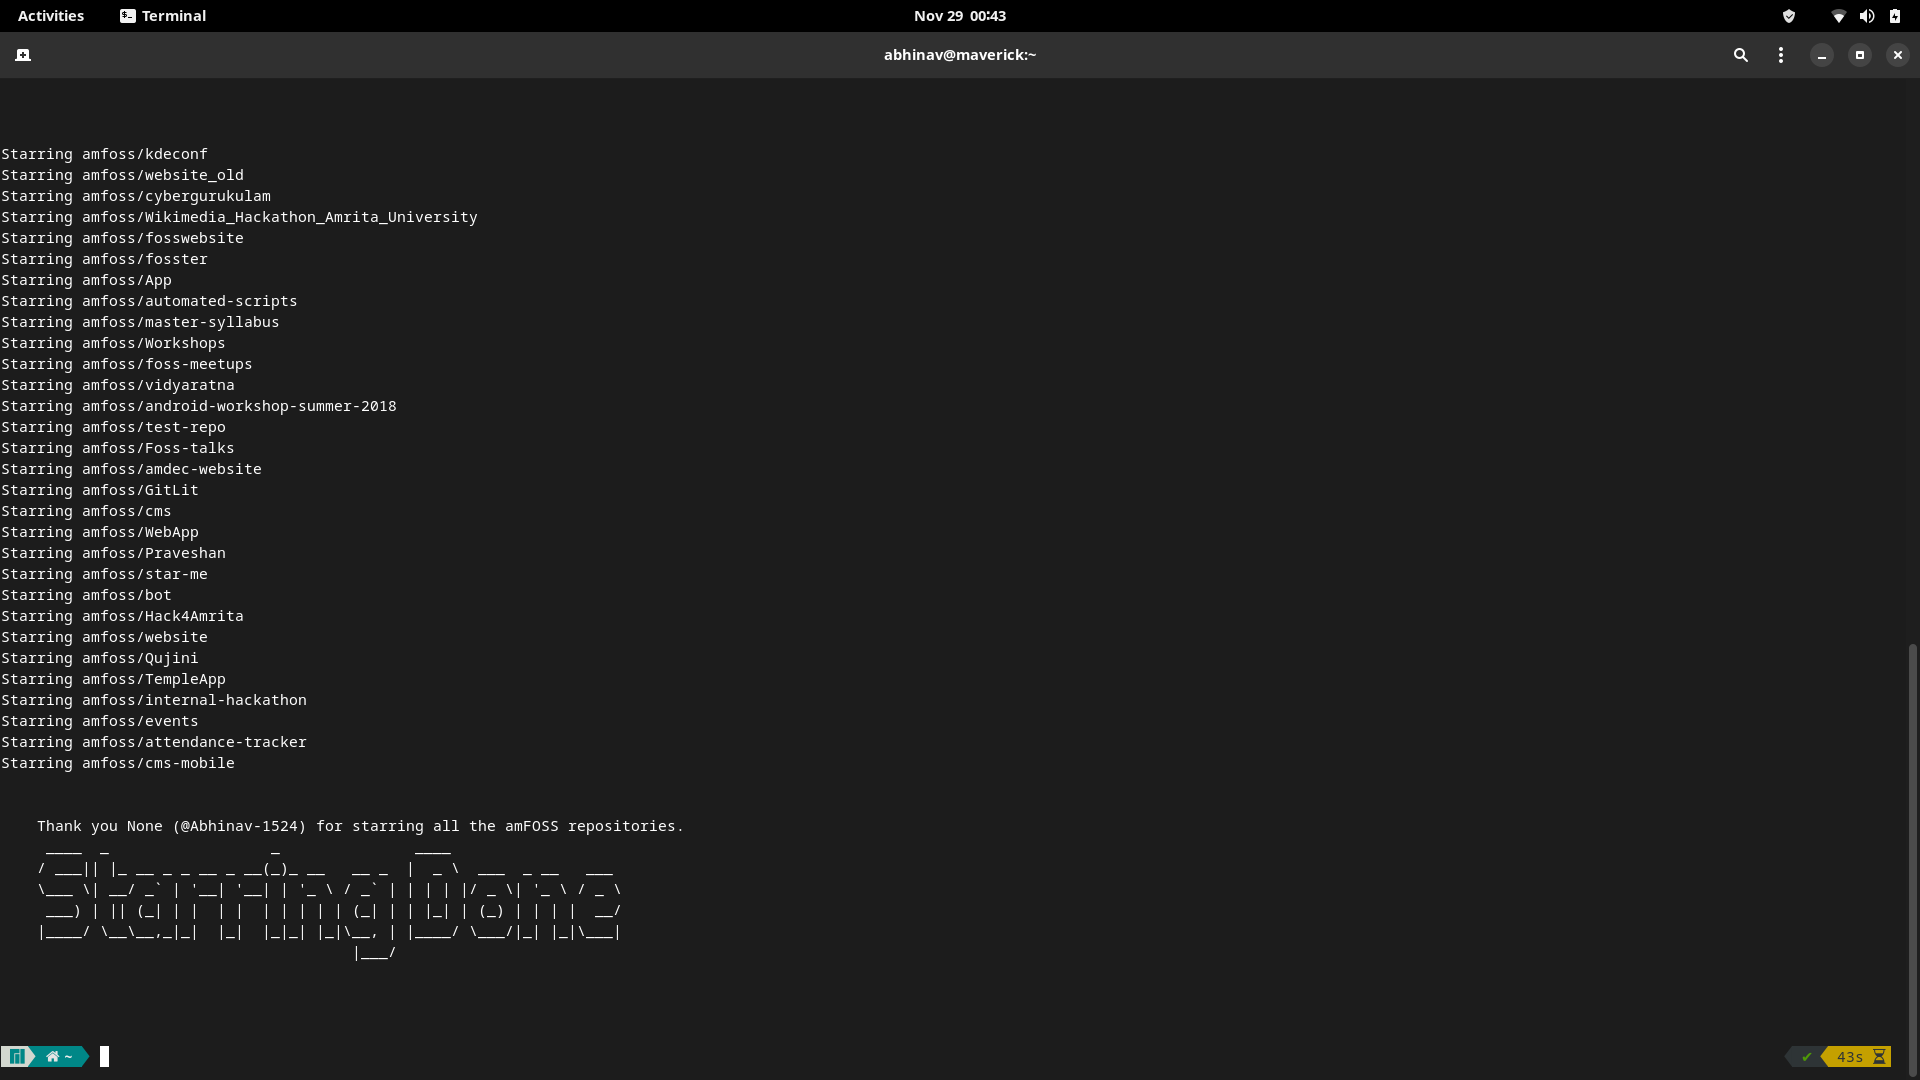 Activities Terminal Nov 29 00:43
abhinav@maverick:~
Starring amfoss/kdeconf
Starring amfoss/website_old
Starring amfoss/cybergurukulam
Starring amfoss/Wikimedia_Hackathon_Amrita_University
Starring amfoss/fosswebsite
Starring amfoss/fosster
Starring amfoss/App
Starring amfoss/automated-scripts
Starring amfoss/master-syllabus
Starring amfoss/Workshops
Starring amfoss/foss-meetups
Starring amfoss/vidyaratna
Starring amfoss/android-workshop-summer-2018
Starring amfoss/test-repo
Starring amfoss/Foss-talks
Starring amfoss/amdec-website
Starring amfoss/GitLit
Starring amfoss/cms
Starring amfoss/WebApp
Starring amfoss/Praveshan
Starring amfoss/star-me
Starring amfoss/bot
Starring amfoss/Hack4Amrita
Starring amfoss/website
Starring amfoss/Qujini
Starring amfoss/TempleApp
Starring amfoss/internal-hackathon
Starring amfoss/events
Starring amfoss/attendance-tracker
Starring amfoss/cms-mobile
Thank you None (@Abhinav-1524) for starring all the amFOSS repositories.
Starring Done
~ 43s